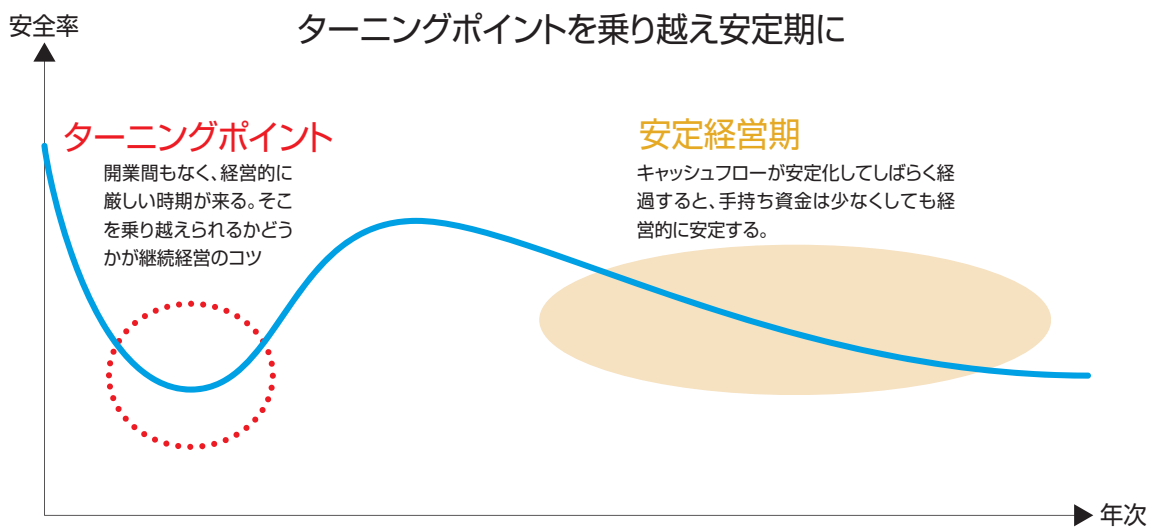 ターニングポイントを乗り越え安定期に
安全率
ターニングポイント
開業間もなく、経営的に
厳しい時期が来る。そこ
を乗り越えられるかどう
かが継続経営のコツ
安定経営期
キャッシュフローが安定化してしばらく経
過すると、手持ち資金は少なくしても経
営的に安定する。
年次